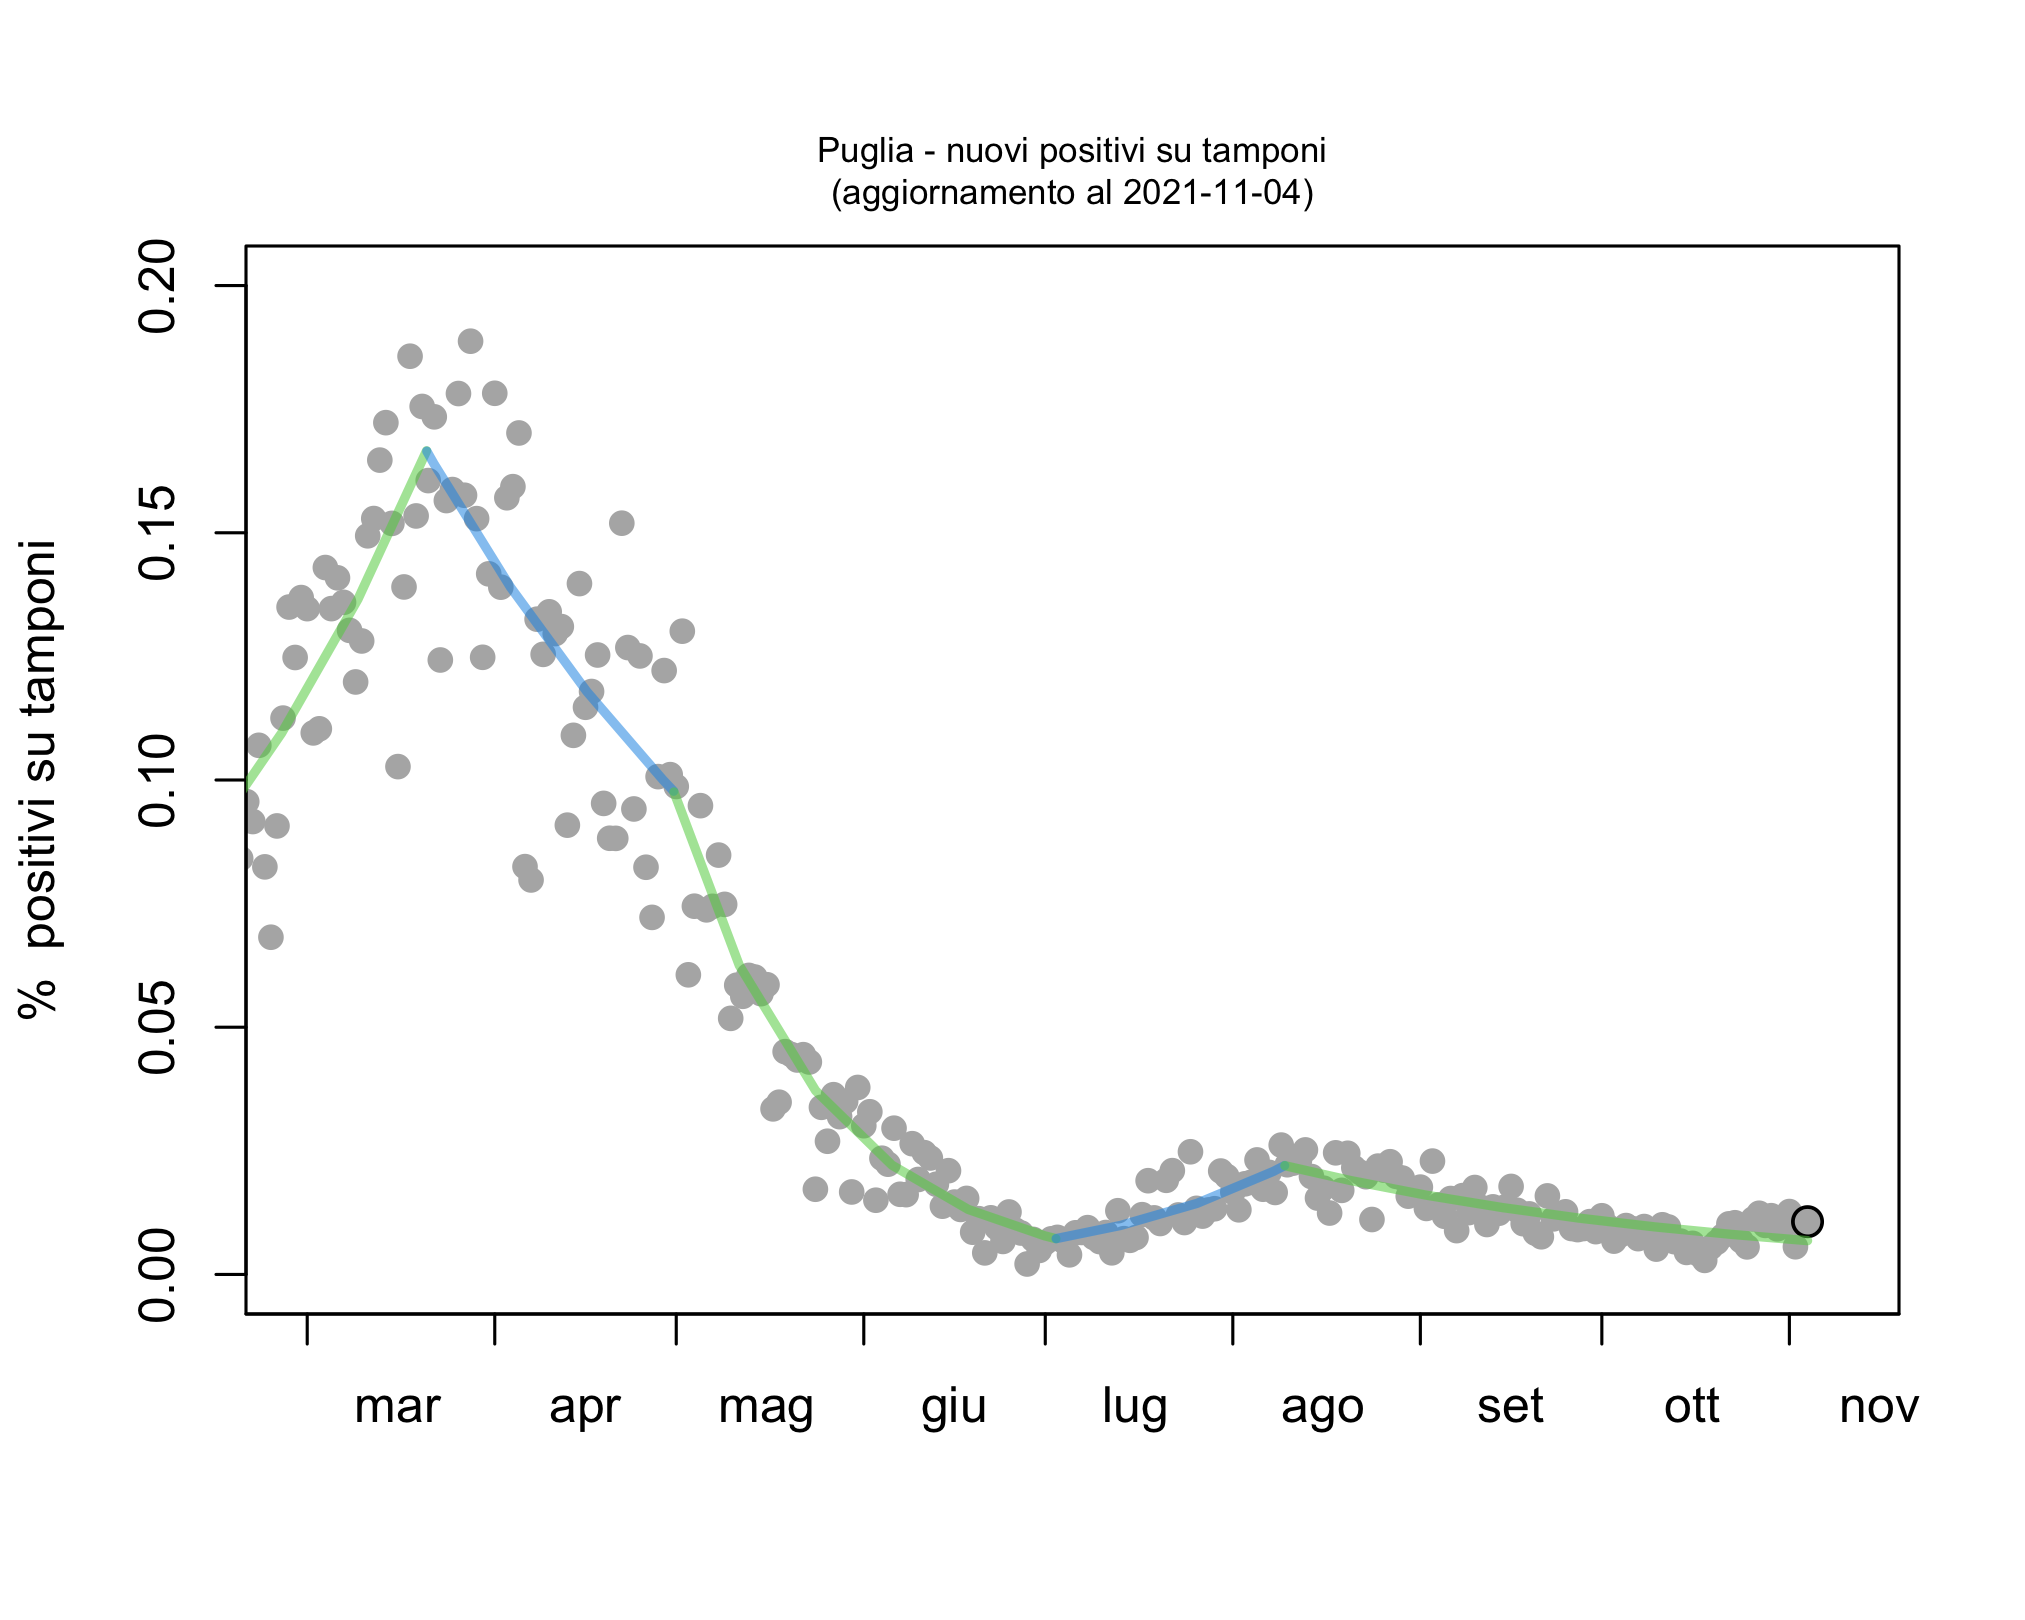 Puglia - nuovi positivi su tamponi
(aggiornamento al 2021-11-04)
% positivi su tamponi
0.20
0.15
0.10
0.05
0.00
mar apr mag giu lug ago set ott nov